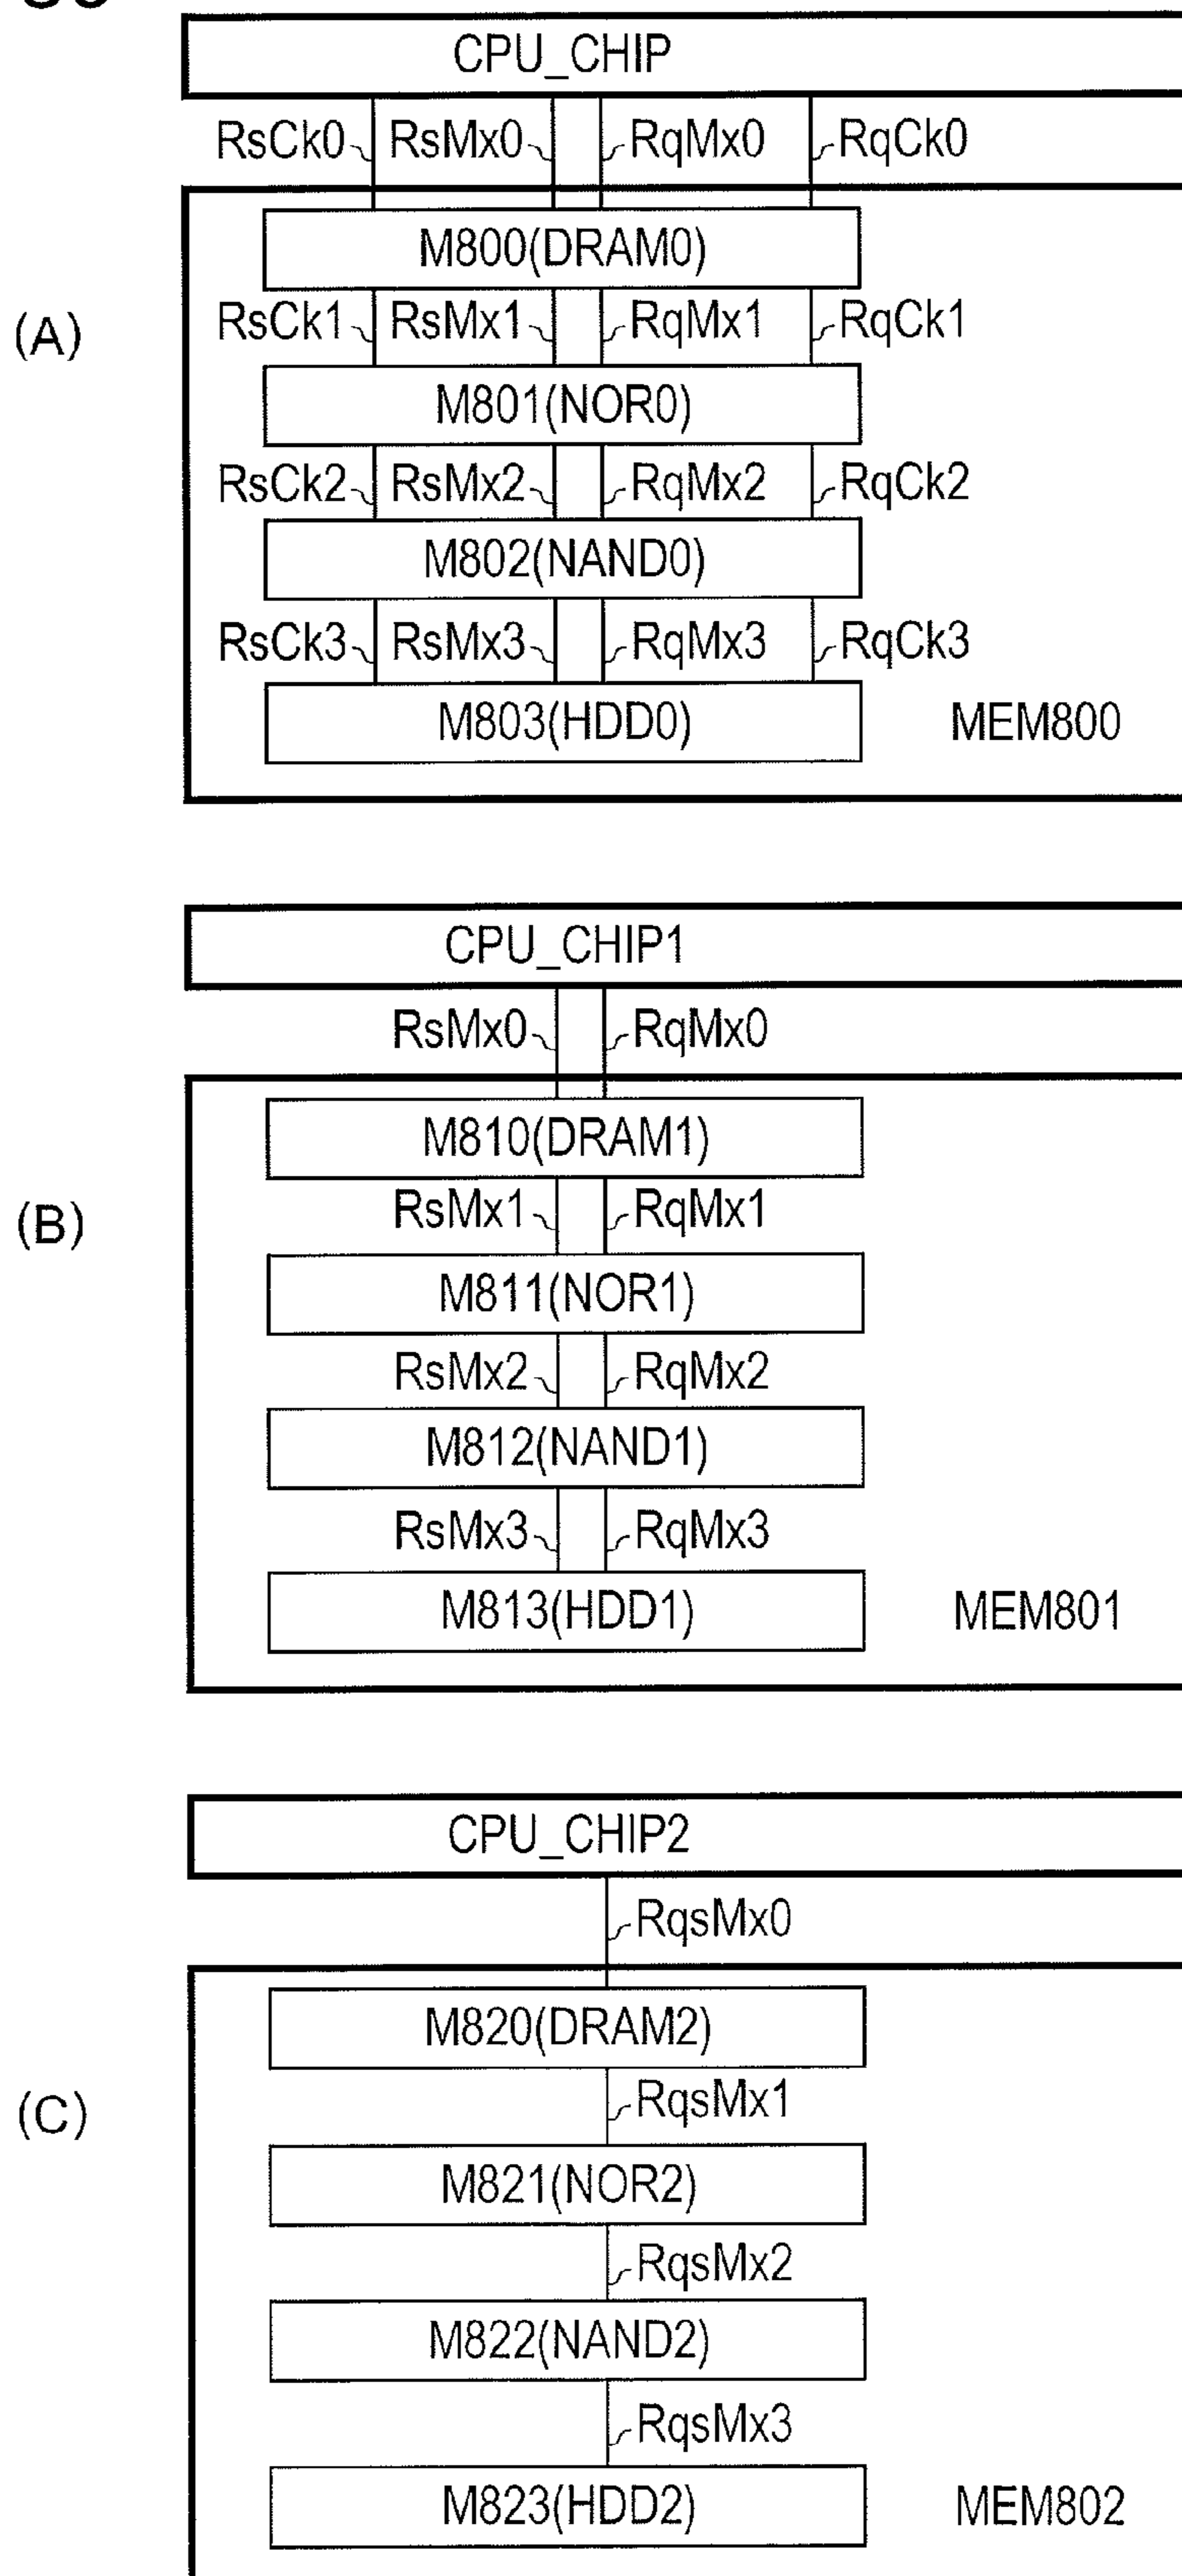 CPU_CHIP
RsCk0 RsMx0 RqMx0 RqCk0
M800(DRAM0)
(A)
RsCk1 RsMx1 RqMx1 RqCk1
M801(NOR0)
RsCk2 RsMx2 RqMx2 RqCk2
M802(NAND0)
RsCk3 RsMx3 RqMx3 RqCk3
M803(HDD0)
MEM800
CPU_CHIP1
RsMx0 RqMx0
M810(DRAM1)
(B)
RsMx1 RqMx1
M811(NOR1)
RsMx2 RqMx2
M812(NAND1)
RsMx3 RqMx3
M813(HDD1)
MEM801
CPU_CHIP2
RqsMx0
M820(DRAM2)
(C)
RqsMx1
M821(NOR2)
RqsMx2
M822(NAND2)
RqsMx3
M823(HDD2)
MEM802